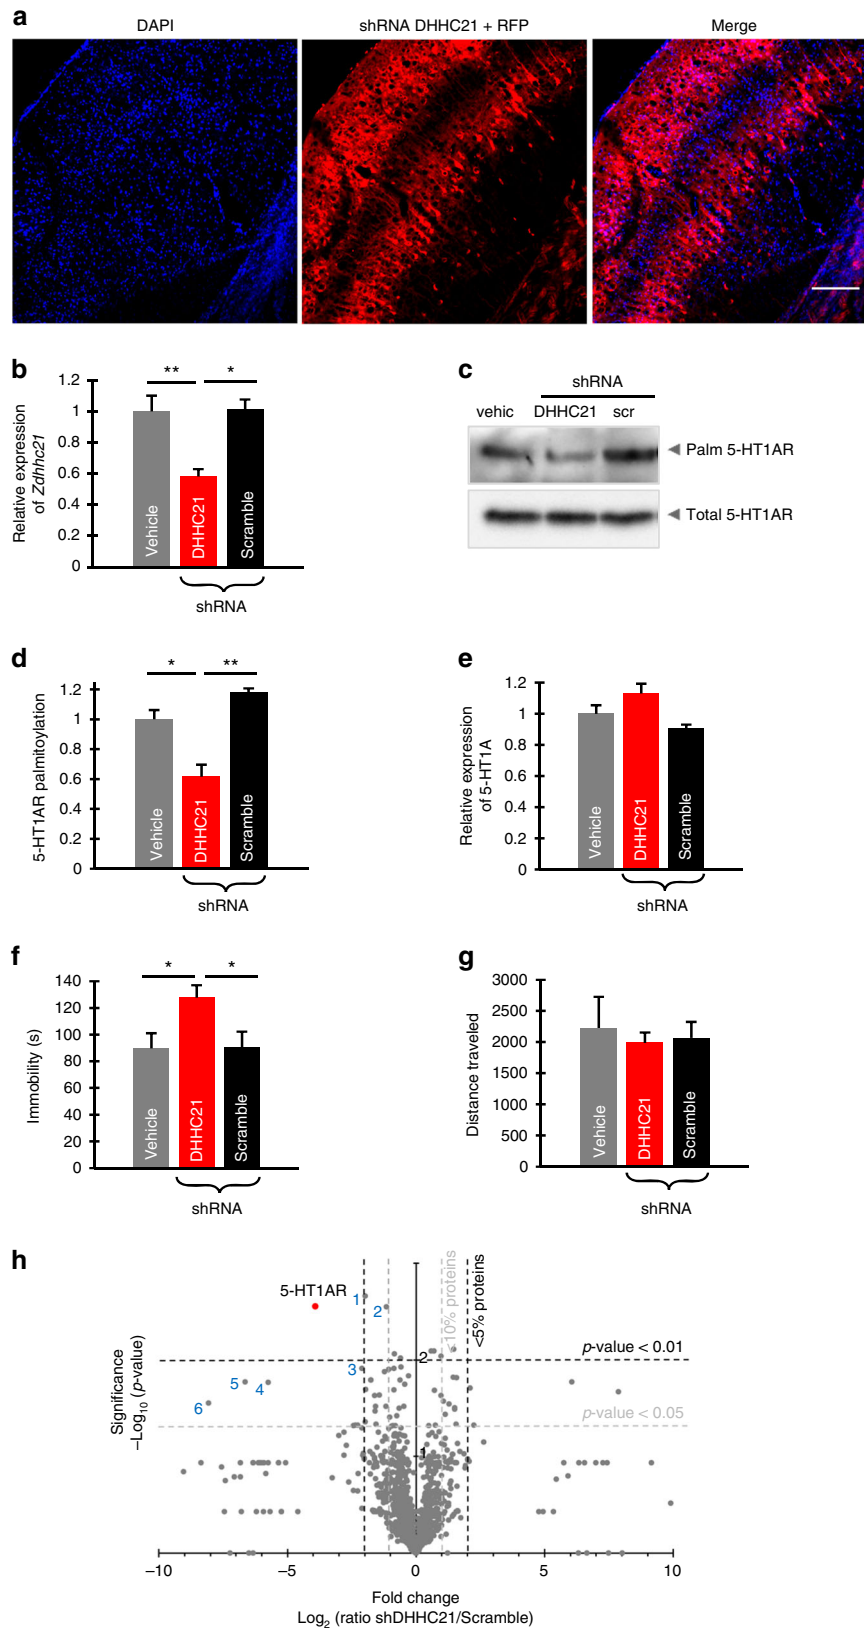 a
DAPI
shRNA DHHC21 + RFP
Merge
b
Relative expression
of Zdhhc21
1.2
1
0.8
0.6
0.4
0.2
0
**
*
Vehicle
DHHC21
Scramble
shRNA
c
shRNA
vehic DHHC21 scr
Palm 5-HT1AR
Total 5-HT1AR
d
5-HT1AR palmitoylation
1.2
1
0.8
0.6
0.4
0.2
0
*
**
Vehicle
DHHC21
Scramble
shRNA
e
Relative expression
of 5-HT1A
1.2
1
0.8
0.6
0.4
0.2
0
Vehicle
DHHC21
Scramble
shRNA
f
Immobility (s)
140
120
100
80
60
40
20
0
*
*
Vehicle
DHHC21
Scramble
shRNA
g
Distance traveled
3000
2500
2000
1500
1000
500
0
Vehicle
DHHC21
Scramble
shRNA
h
Significance
–Log10 (p-value)
5-HT1AR
1
2
3
4
5
6
<10% proteins
<5% proteins
p-value < 0.01
p-value < 0.05
2
1
–10
–5
0
5
10
Fold change
Log2 (ratio shDHHC21/Scramble)